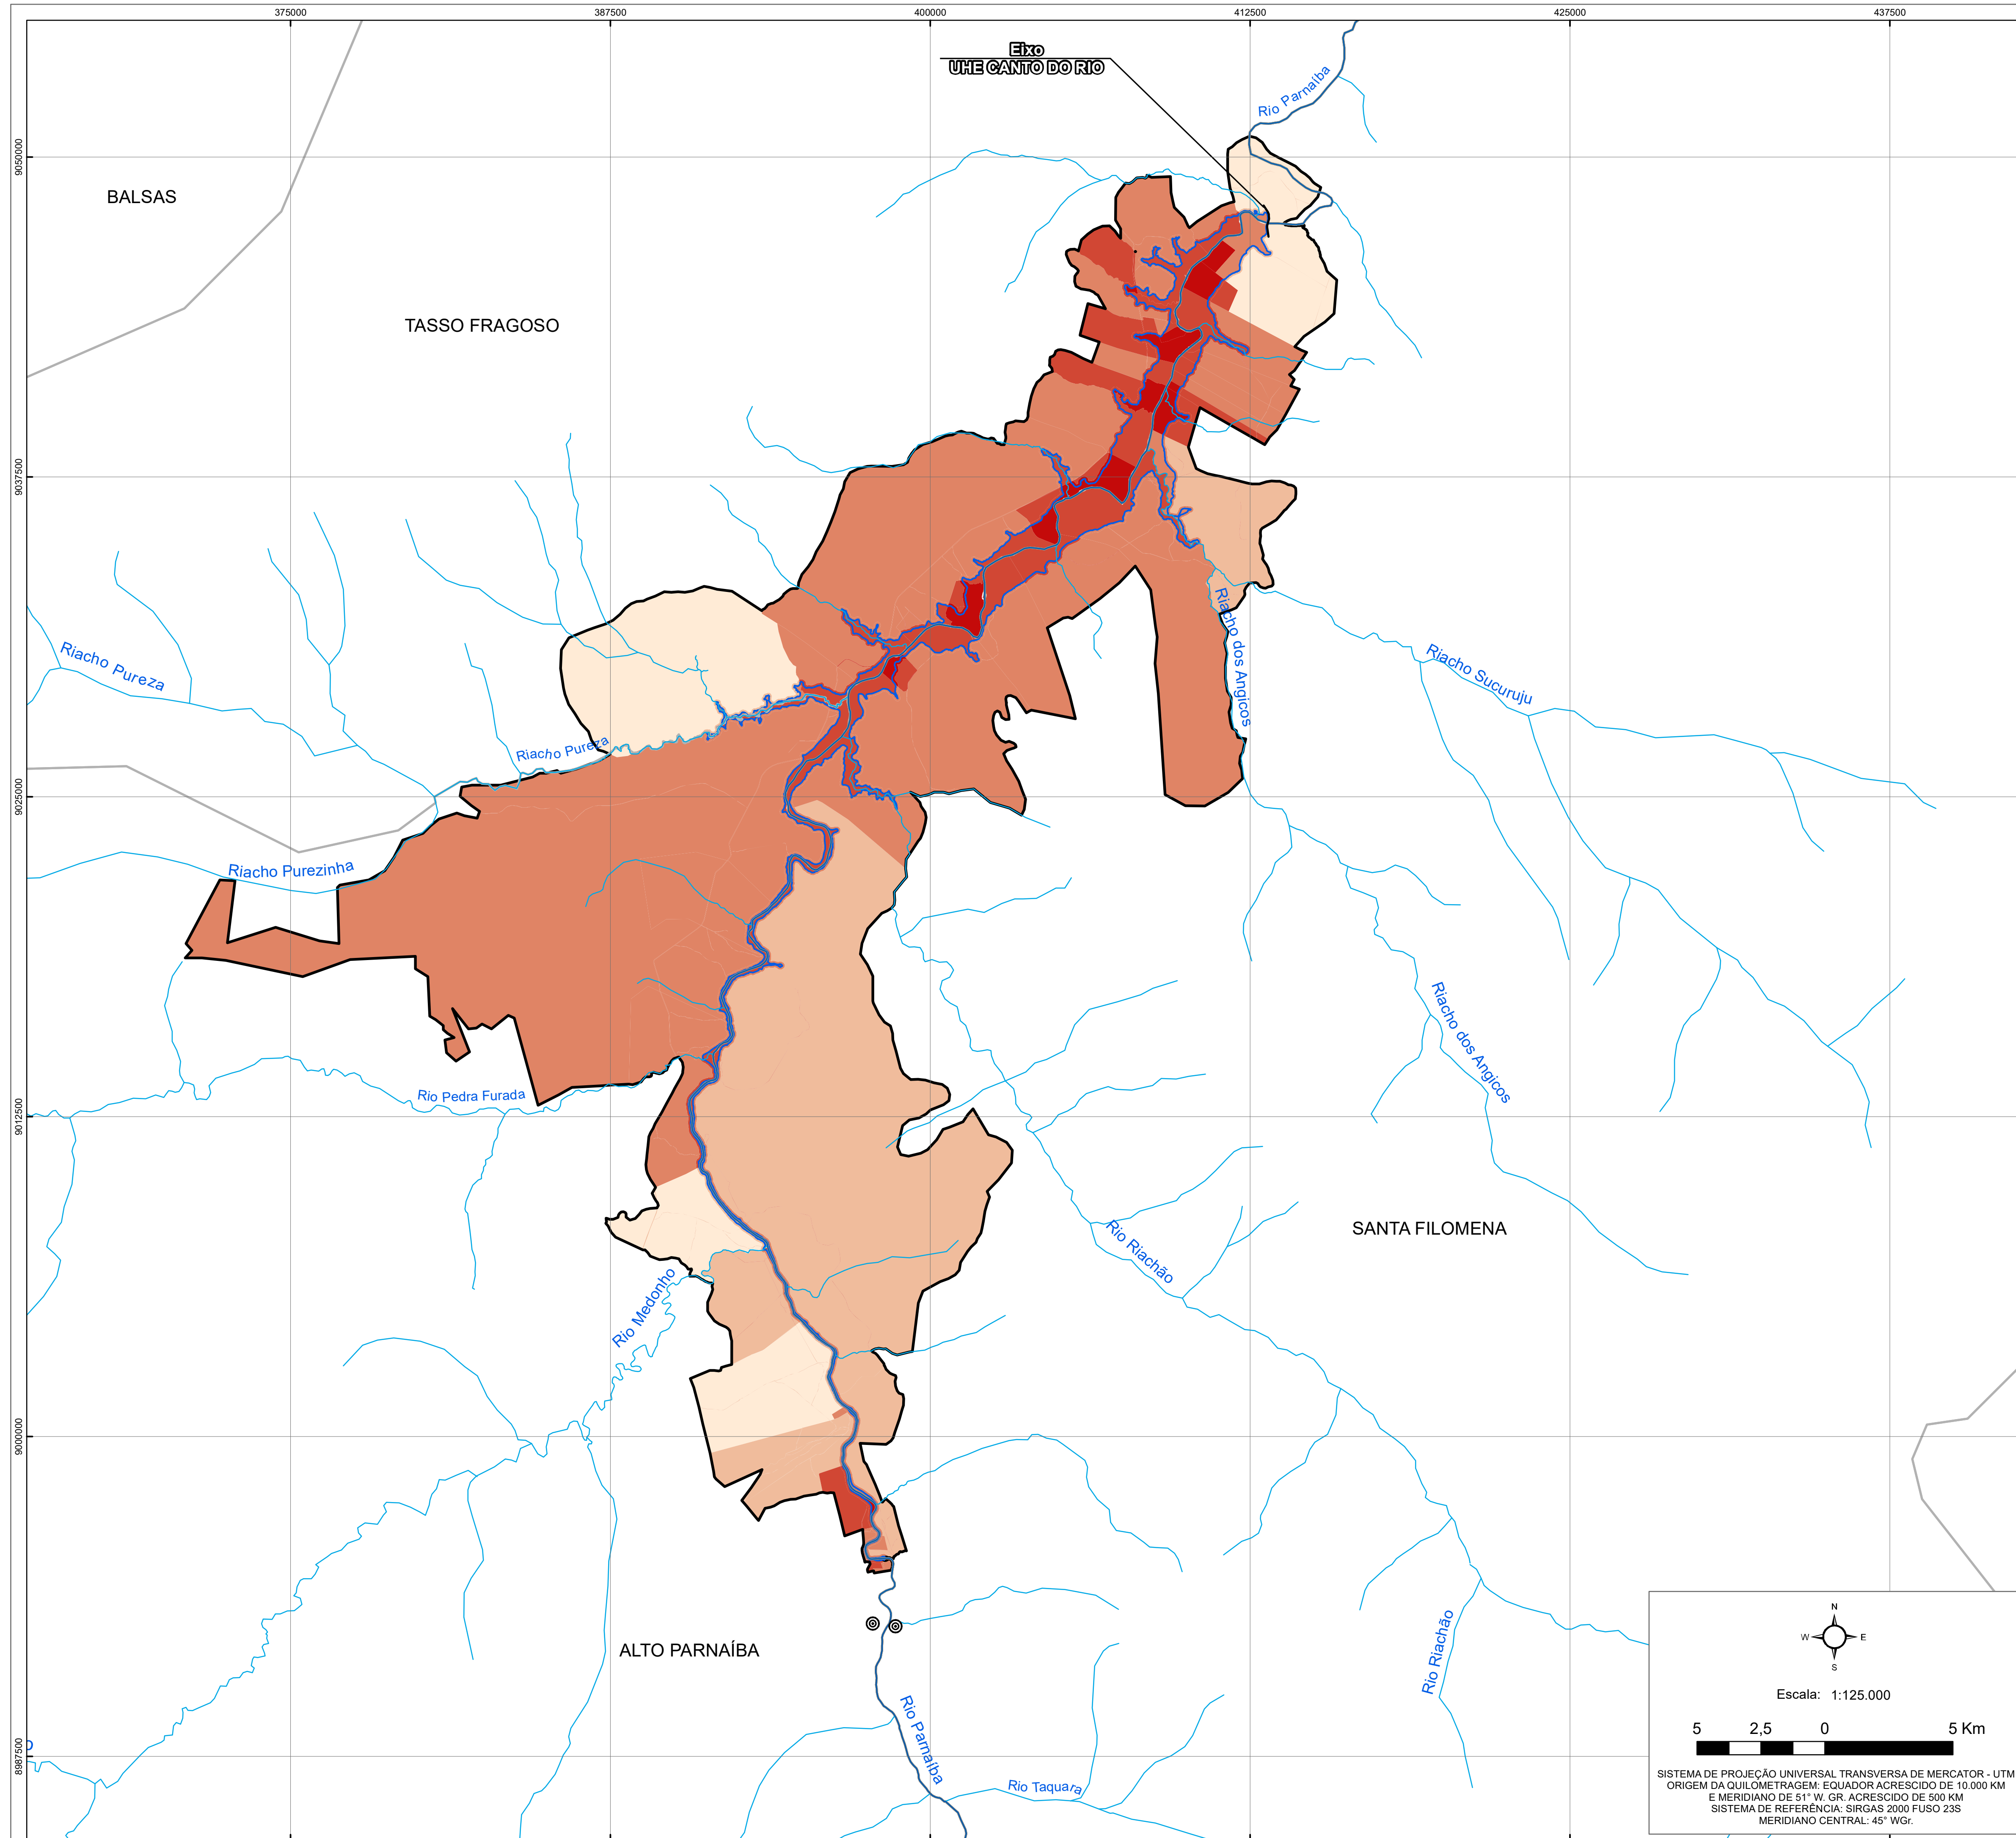 375000
387500
400000
412500
425000
437500
Eixo
UHE CANTO DO RIO
Rio Parnaíba
9050000
BALSAS
TASSO FRAGOSO
9037500
Riacho dos Angicos
Riacho Pureza
Riacho Sucuruju
Riacho Pureza
9025000
Riacho Purezinha
Riacho dos Angicos
Rio Pedra Furada
9012500
SANTA FILOMENA
Rio Riachão
Rio Medonho
9000000
ALTO PARNAÍBA
Rio Riachão
Rio Parnaíba
8987500
Rio Taquara
N
W E
S
Escala: 1:125.000
5 2,5 0 5 Km
SISTEMA DE PROJEÇÃO UNIVERSAL TRANSVERSA DE MERCATOR - UTM
ORIGEM DA QUILOMETRAGEM: EQUADOR ACRESCIDO DE 10.000 KM
E MERIDIANO DE 51° W. GR. ACRESCIDO DE 500 KM
SISTEMA DE REFERÊNCIA: SIRGAS 2000 FUSO 23S
MERIDIANO CENTRAL: 45° WGr.